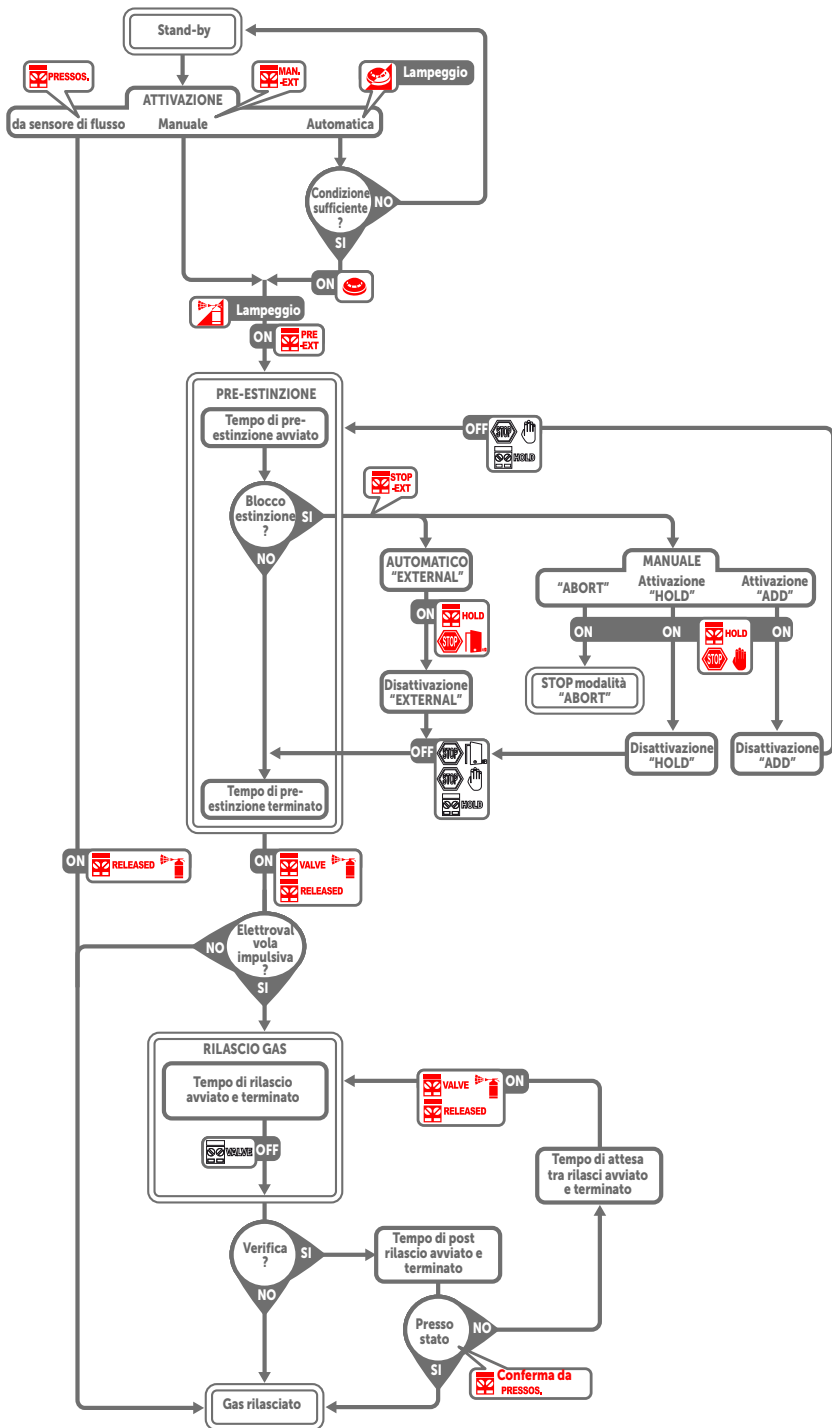 Stand-by
PRESSOS.
MAN.
-EXT
Lampeggio
ATTIVAZIONE
da sensore di flusso
Manuale
Automatica
Condizione
sufficiente
?
NO
SI
ON
Lampeggio
ON
PRE
-EXT
PRE-ESTINZIONE
Tempo di pre-
estinzione avviato
OFF
STOP
HOLD
STOP
-EXT
Blocco
estinzione
?
SI
NO
AUTOMATICO
“EXTERNAL”
MANUALE
“ABORT”
Attivazione
“HOLD”
Attivazione
“ADD”
ON
HOLD
STOP
ON
ON
HOLD
STOP
ON
Disattivazione
“EXTERNAL”
STOP modalità
“ABORT”
OFF
STOP
STOP
HOLD
Disattivazione
“HOLD”
Disattivazione
“ADD”
Tempo di pre-
estinzione terminato
ON
RELEASED
ON
VALVE
RELEASED
Elettroval
vola
impulsiva
?
NO
SI
RILASCIO GAS
Tempo di rilascio
avviato e terminato
VALVE
OFF
VALVE
RELEASED
ON
Tempo di attesa
tra rilasci avviato
e terminato
Verifica
?
SI
NO
Tempo di post
rilascio avviato e
terminato
Presso
stato
NO
SI
Conferma da
PRESSOS.
Gas rilasciato